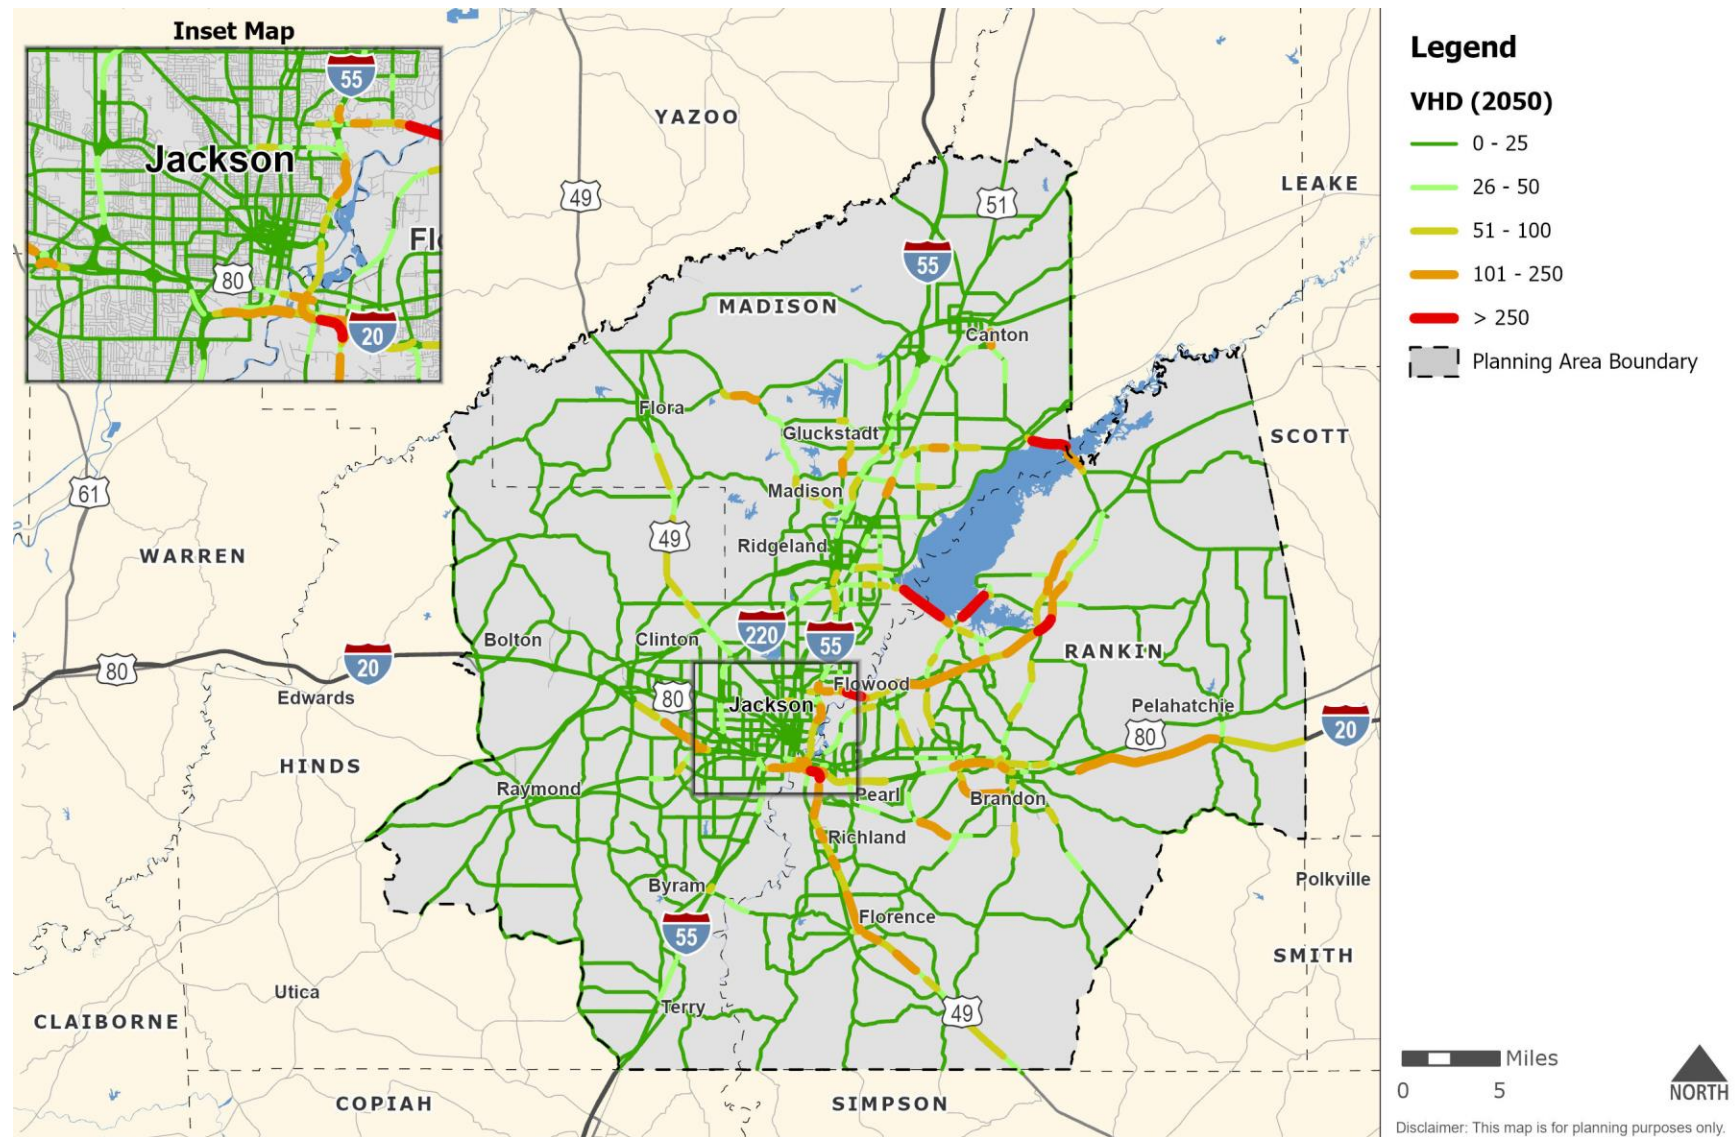 Inset Map
55
Jackson
80
Fl
20
YAZOO
LEAKE
49
51
55
MADISON
Canton
Flora
Gluckstadt
SCOTT
61
Madison
49
Ridgeland
WARREN
Bolton
Clinton
220
55
RANKIN
80
20
Edwards
80
Flowood
Jackson
Pelahatchie
80
20
HINDS
Raymond
Pearl
Brandon
Richland
Byram
Polkville
Florence
55
SMITH
Utica
Terry
49
CLAIBORNE
COPIAH
SIMPSON
Legend
VHD (2050)
0 - 25
26 - 50
51 - 100
101 - 250
> 250
Planning Area Boundary
Miles
0 5
NORTH
Disclaimer: This map is for planning purposes only.